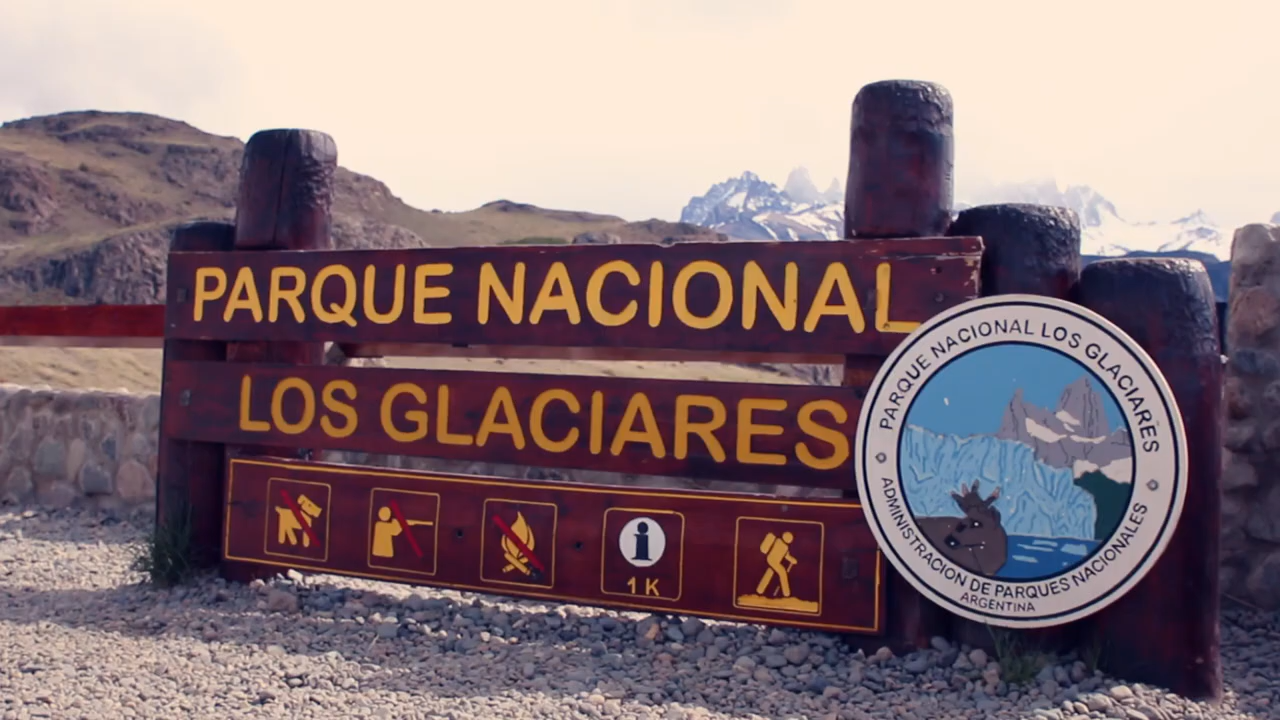 PARQUE NACIONAL
LOS GLACIARES
1 K
PARQUE NACIONAL LOS GLACIARES
ADMINISTRACION DE PARQUES NACIONALES
ARGENTINA